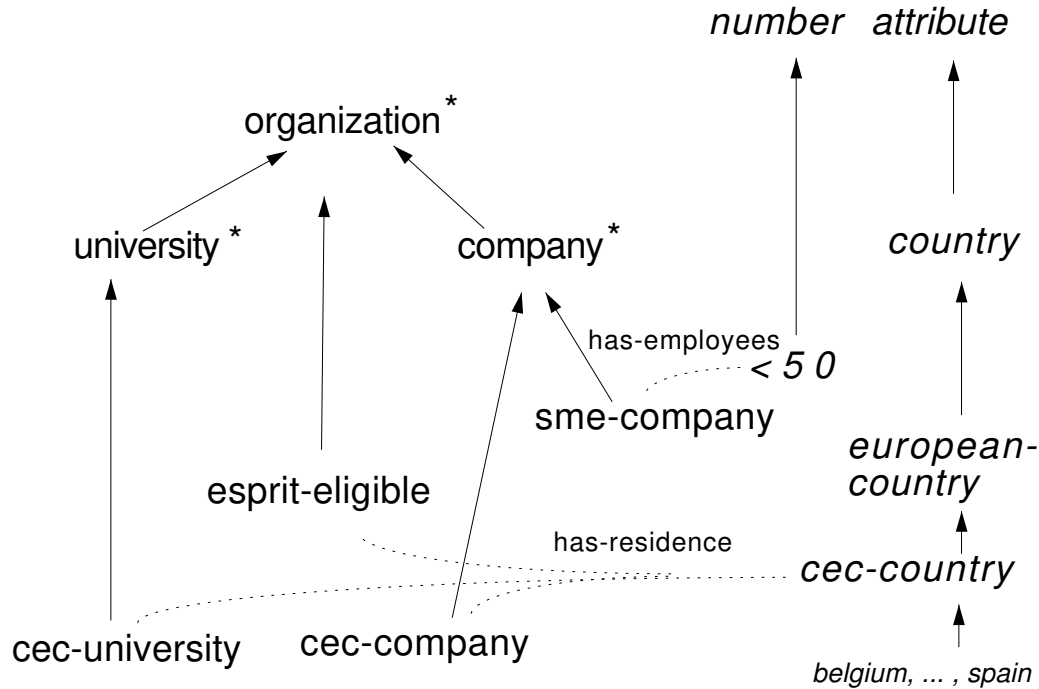 number attribute
organization *
university *
company *
country
has-employees
< 5 0
sme-company
european-
country
esprit-eligible
has-residence
cec-country
cec-university
cec-company
belgium, ... , spain